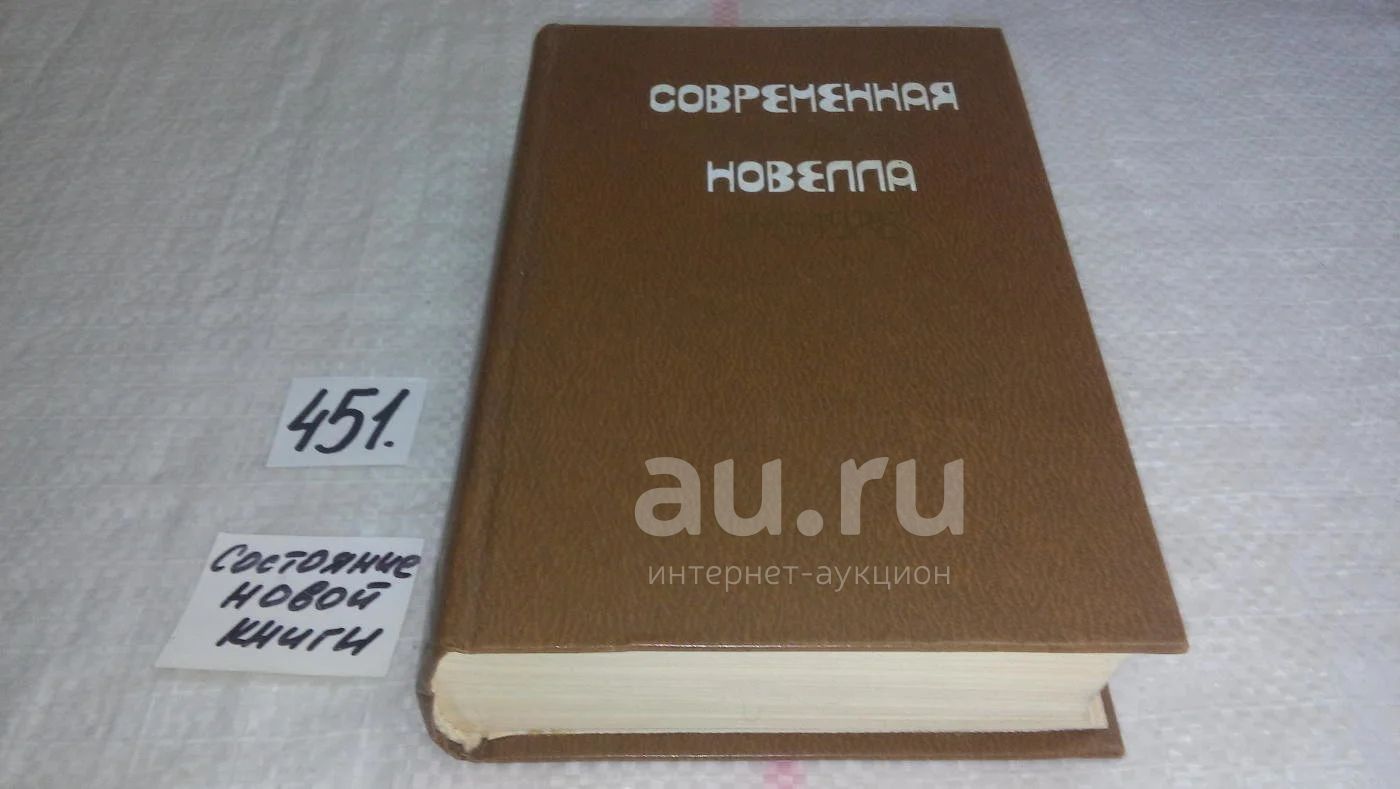 СОВРЕМЕННАЯ
НОВЕЛЛА
451.
Состояние
новой
книги
au.ru
интернет-аукцион